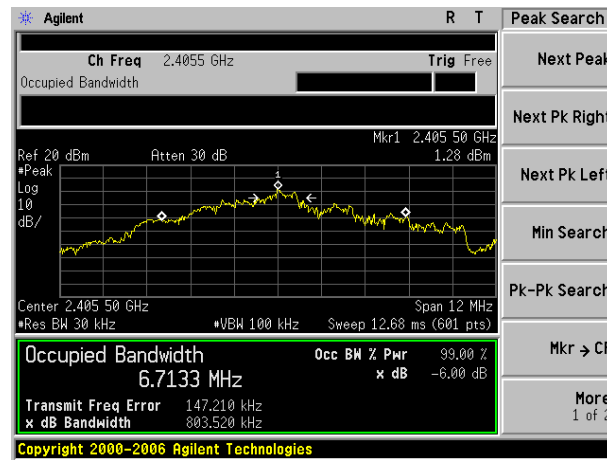 Agilent R T Peak Search
Ch Freq 2.4055 GHz Trig Free
Occupied Bandwidth
Next Peak
Next Pk Right
Next Pk Left
Min Search
Pk-Pk Search
Mkr → CF
More
1 of 2
Mkr1 2.405 50 GHz
Ref 20 dBm Atten 30 dB 1.28 dBm
#Peak
Log
10
dB/
1
Center 2.405 50 GHz Span 12 MHz
#Res BW 30 kHz #VBW 100 kHz Sweep 12.68 ms (601 pts)
Occupied Bandwidth Occ BW % Pwr 99.00 %
6.7133 MHz x dB -6.00 dB
Transmit Freq Error 147.210 kHz
x dB Bandwidth 803.520 kHz
Copyright 2000-2006 Agilent Technologies